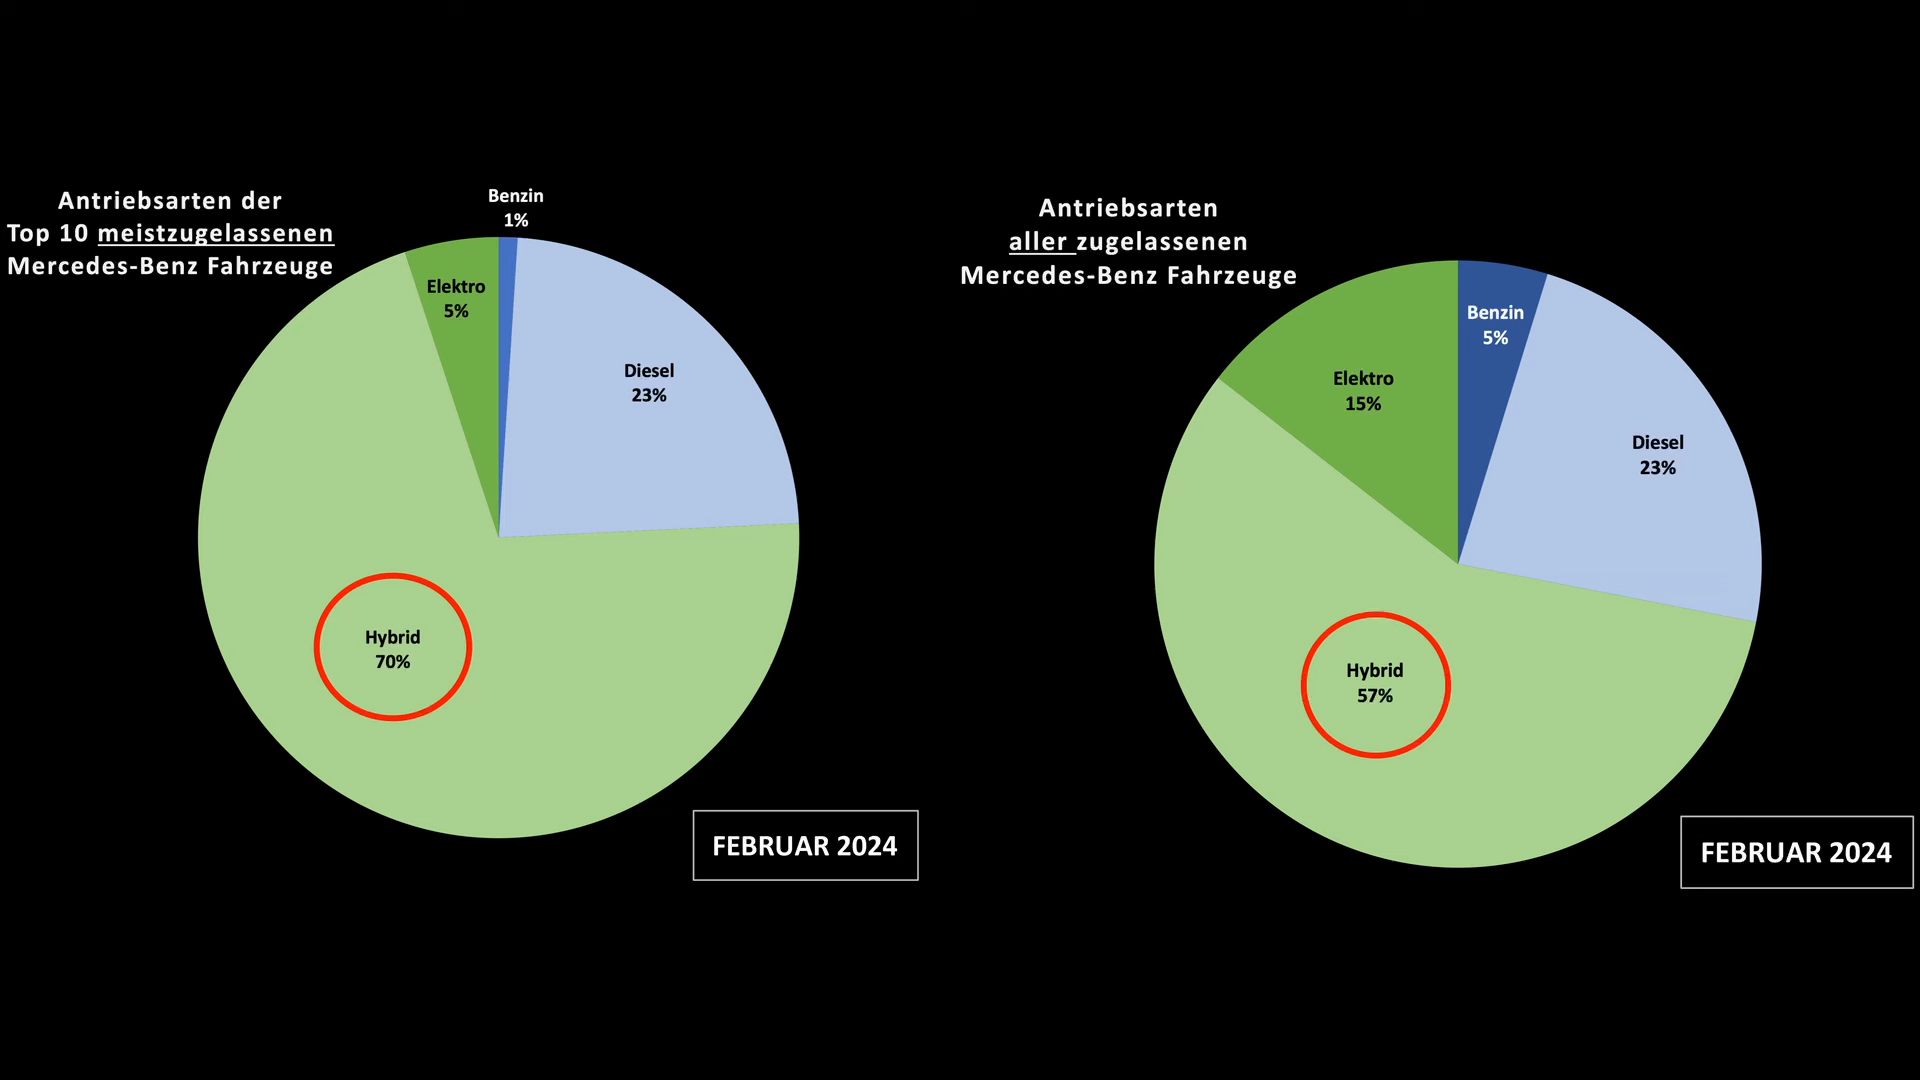 Antriebsarten der
Top 10 meistzugelassenen
Mercedes-Benz Fahrzeuge
Benzin
1%
Elektro
5%
Diesel
23%
Hybrid
70%
FEBRUAR 2024
Antriebsarten
aller zugelassenen
Mercedes-Benz Fahrzeuge
Benzin
5%
Elektro
15%
Diesel
23%
Hybrid
57%
FEBRUAR 2024